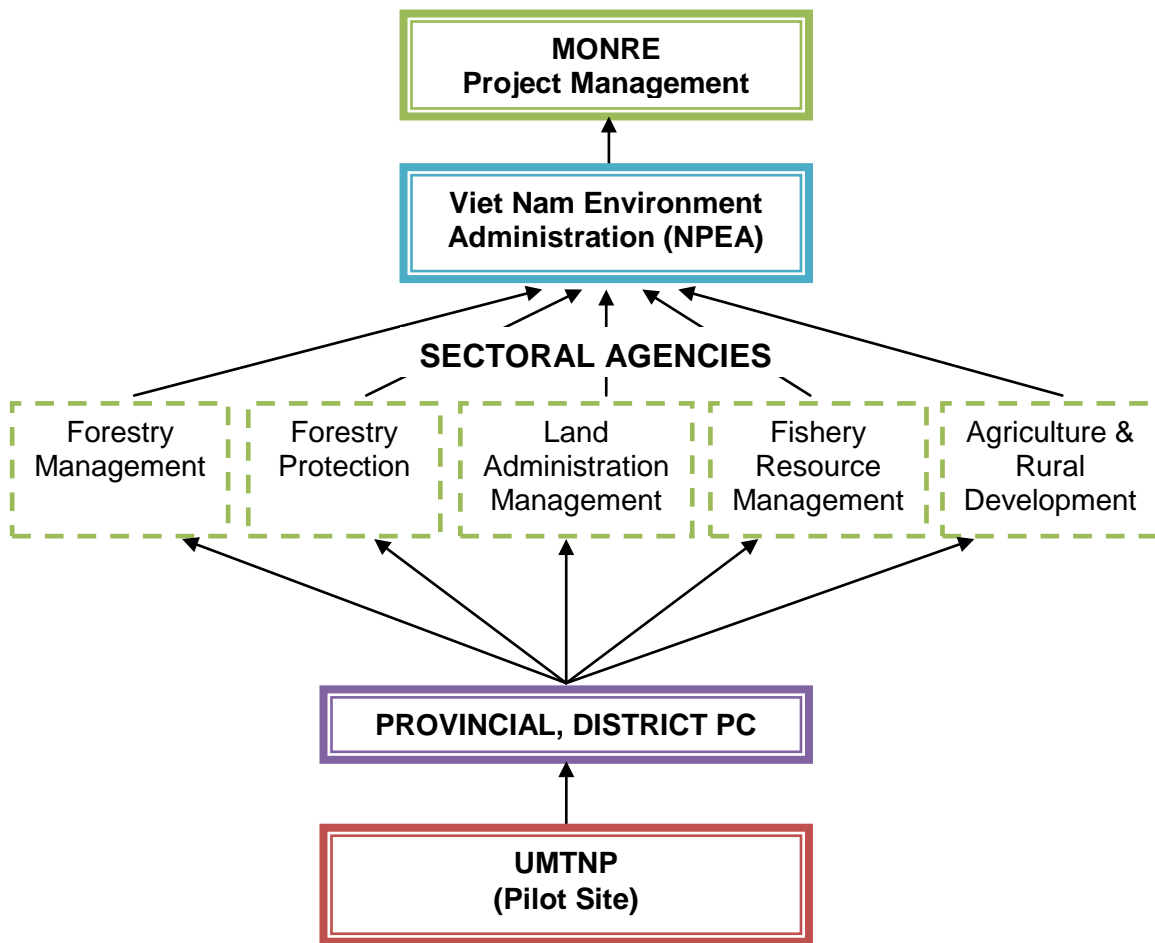 MONRE
Project Management
Viet Nam Environment
Administration (NPEA)
SECTORAL AGENCIES
Forestry
Management
Forestry
Protection
Land
Administration
Management
Fishery
Resource
Management
Agriculture &
Rural
Development
PROVINCIAL, DISTRICT PC
UMTNP
(Pilot Site)